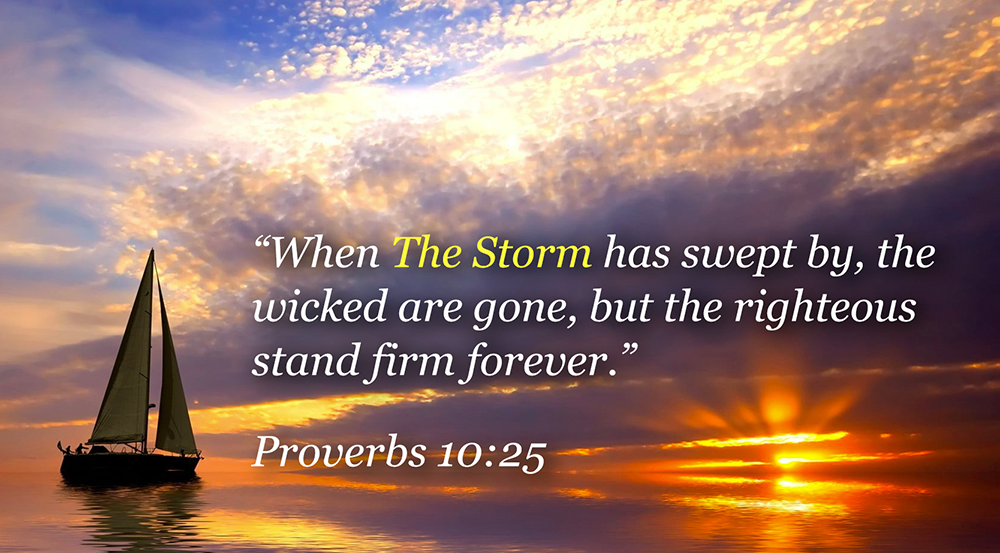 “When The Storm has swept by, the
wicked are gone, but the righteous
stand firm forever.”
Proverbs 10:25